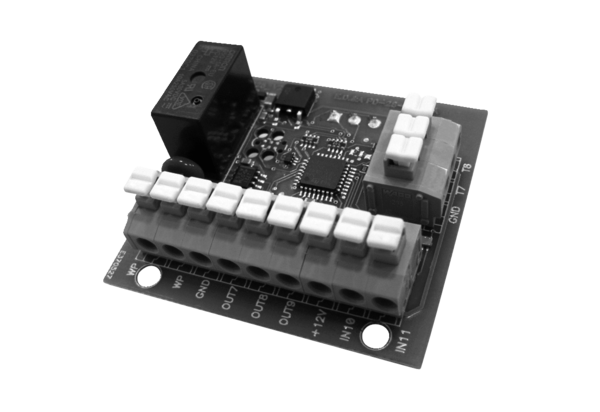 T8
T7
GND
WP
WP
GND
OUT7
OUT8
OUT9
+12V
IN10
IN11